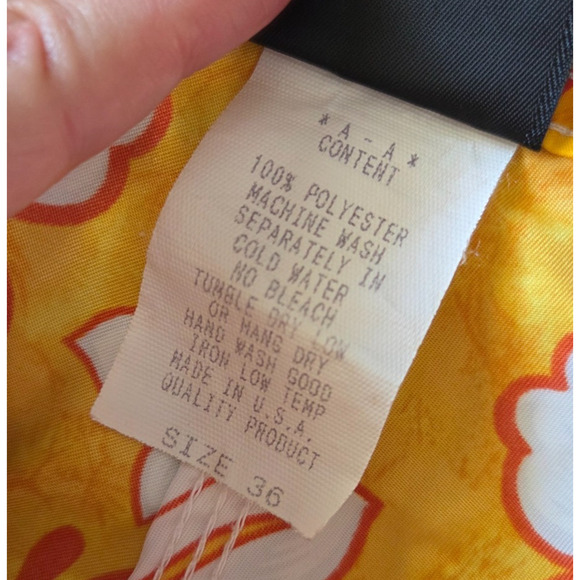 * A - A *
CONTENT
100% POLYESTER
MACHINE WASH
SEPARATELY IN
COLD WATER
NO BLEACH
TUMBLE DRY LOW
OR HANG DRY
HAND WASH GOOD
IRON LOW TEMP
MADE IN U.S.A.
QUALITY PRODUCT
SIZE 36